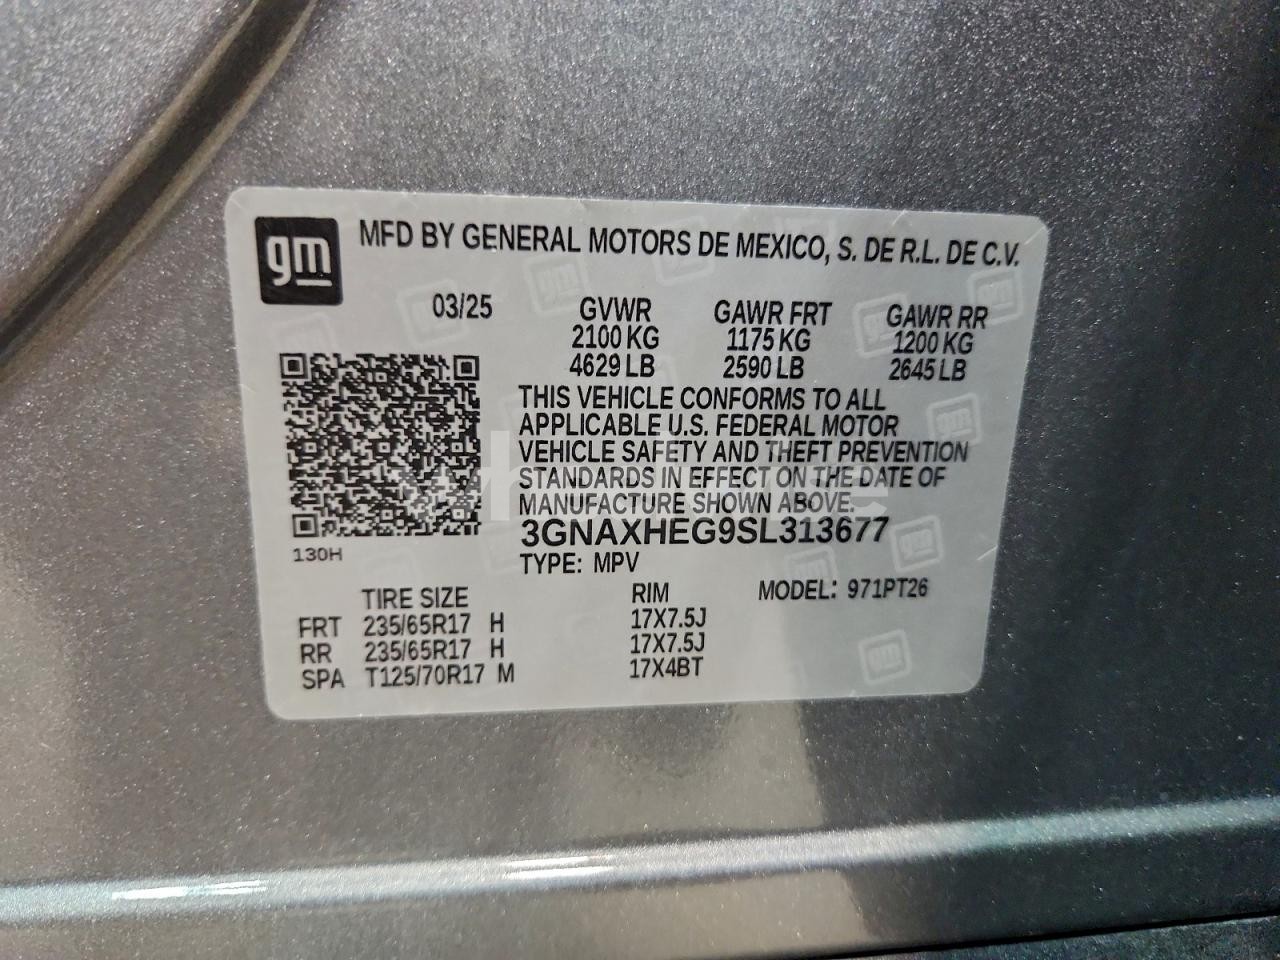 gm
MFD BY GENERAL MOTORS DE MEXICO, S. DE R.L. DE C.V.
03/25 GVWR GAWR FRT GAWR RR
2100 KG 1175 KG 1200 KG
4629 LB 2590 LB 2645 LB
THIS VEHICLE CONFORMS TO ALL
APPLICABLE U.S. FEDERAL MOTOR
VEHICLE SAFETY AND THEFT PREVENTION
STANDARDS IN EFFECT ON THE DATE OF
MANUFACTURE SHOWN ABOVE.
3GNAXHEG9SL313677
130H
TYPE: MPV
TIRE SIZE RIM MODEL: 971PT26
FRT 235/65R17 H 17X7.5J
RR 235/65R17 H 17X7.5J
SPA T125/70R17 M 17X4BT